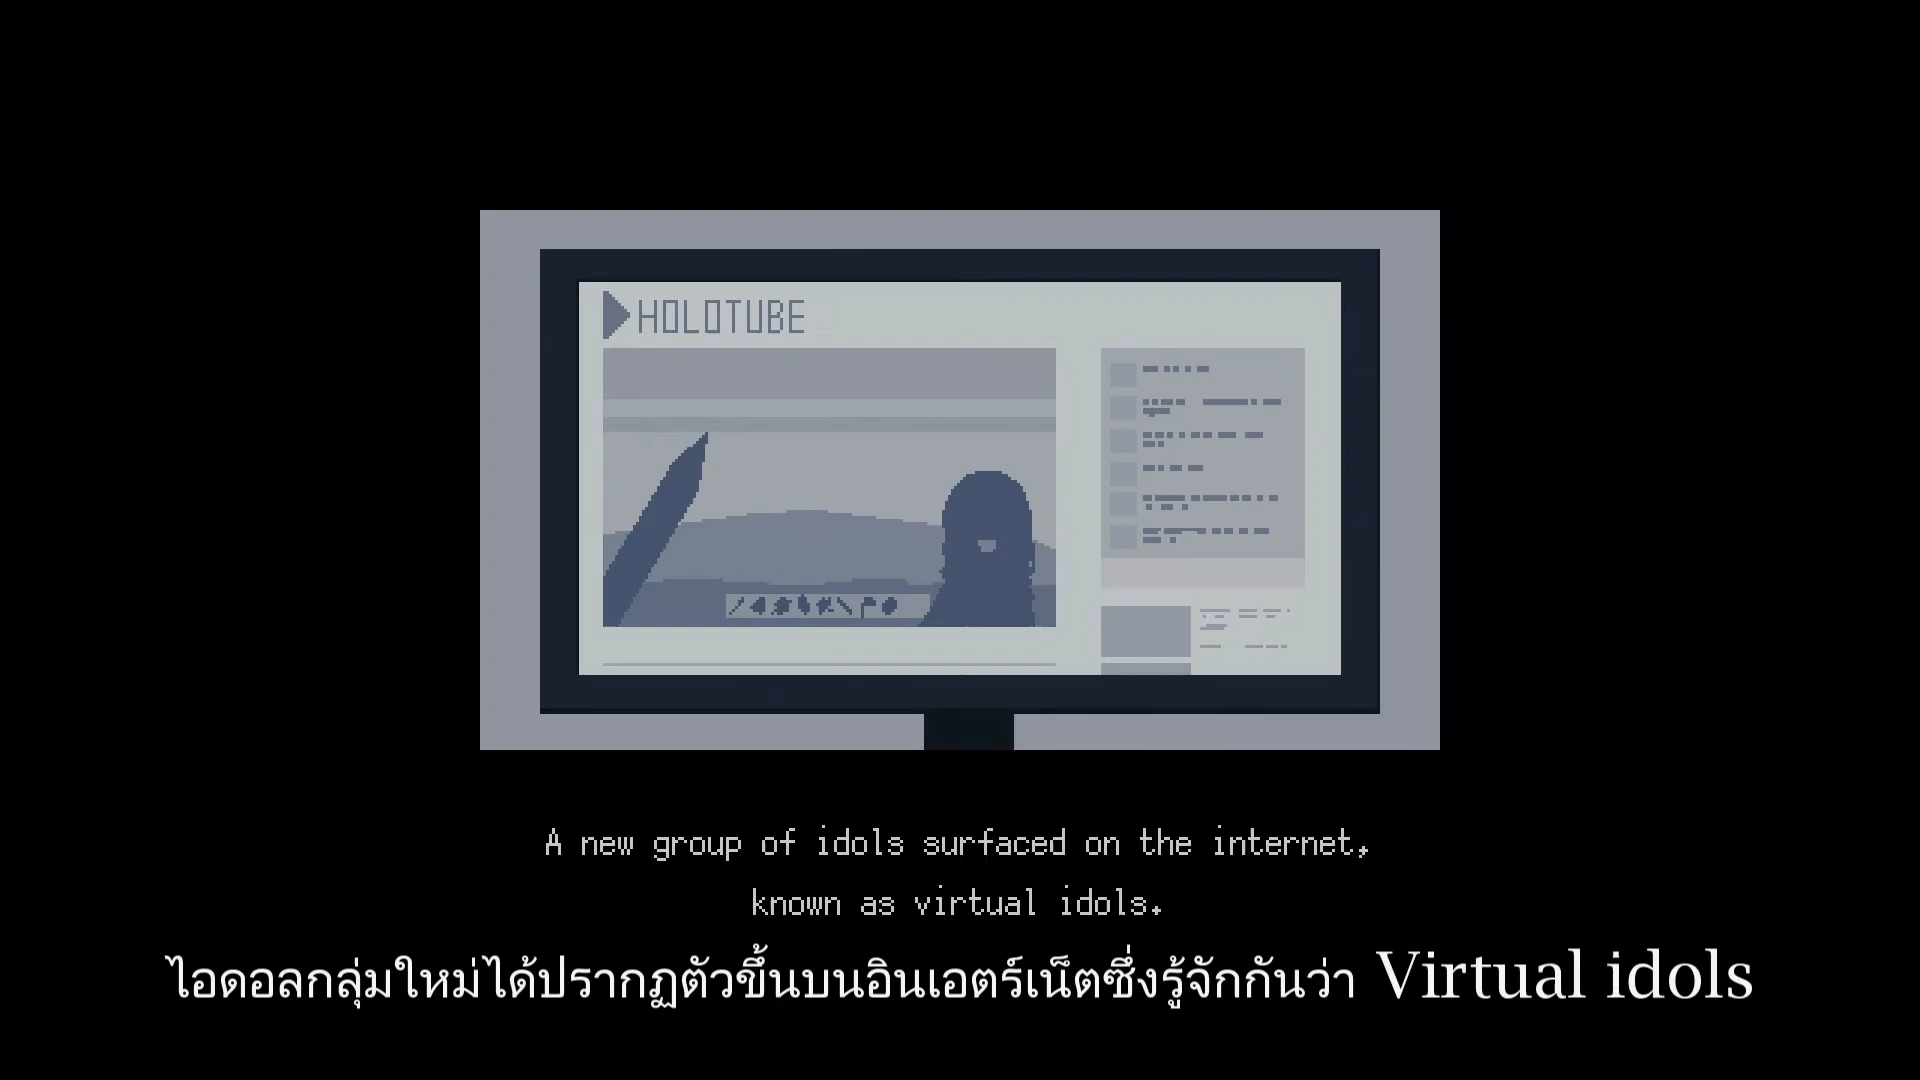 HOLOTUBE
A new group of idols surfaced on the internet,
known as virtual idols.
ไอดอลกลุ่มใหม่ได้ปรากฏตัวขึ้นบนอินเอตร์เน็ตซึ่งรู้จักกันว่า Virtual idols